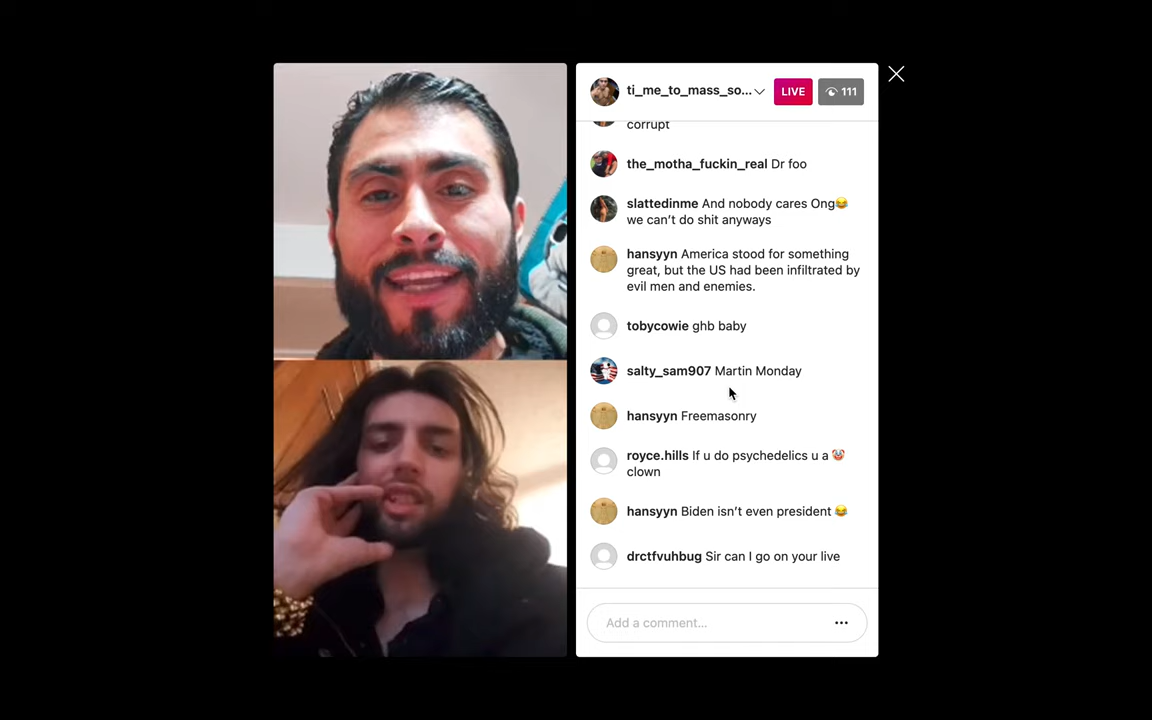 ti_me_to_mass_so...
LIVE
111
corrupt
the_motha_fuckin_real Dr foo
slattedinme And nobody cares Ong😂
we can't do shit anyways
hansyyn America stood for something
great, but the US had been infiltrated by
evil men and enemies.
tobycowie ghb baby
salty_sam907 Martin Monday
hansyyn Freemasonry
royce.hills If u do psychedelics u a 🤡
clown
hansyyn Biden isn't even president 😂
drctfvuhbug Sir can I go on your live
Add a comment...